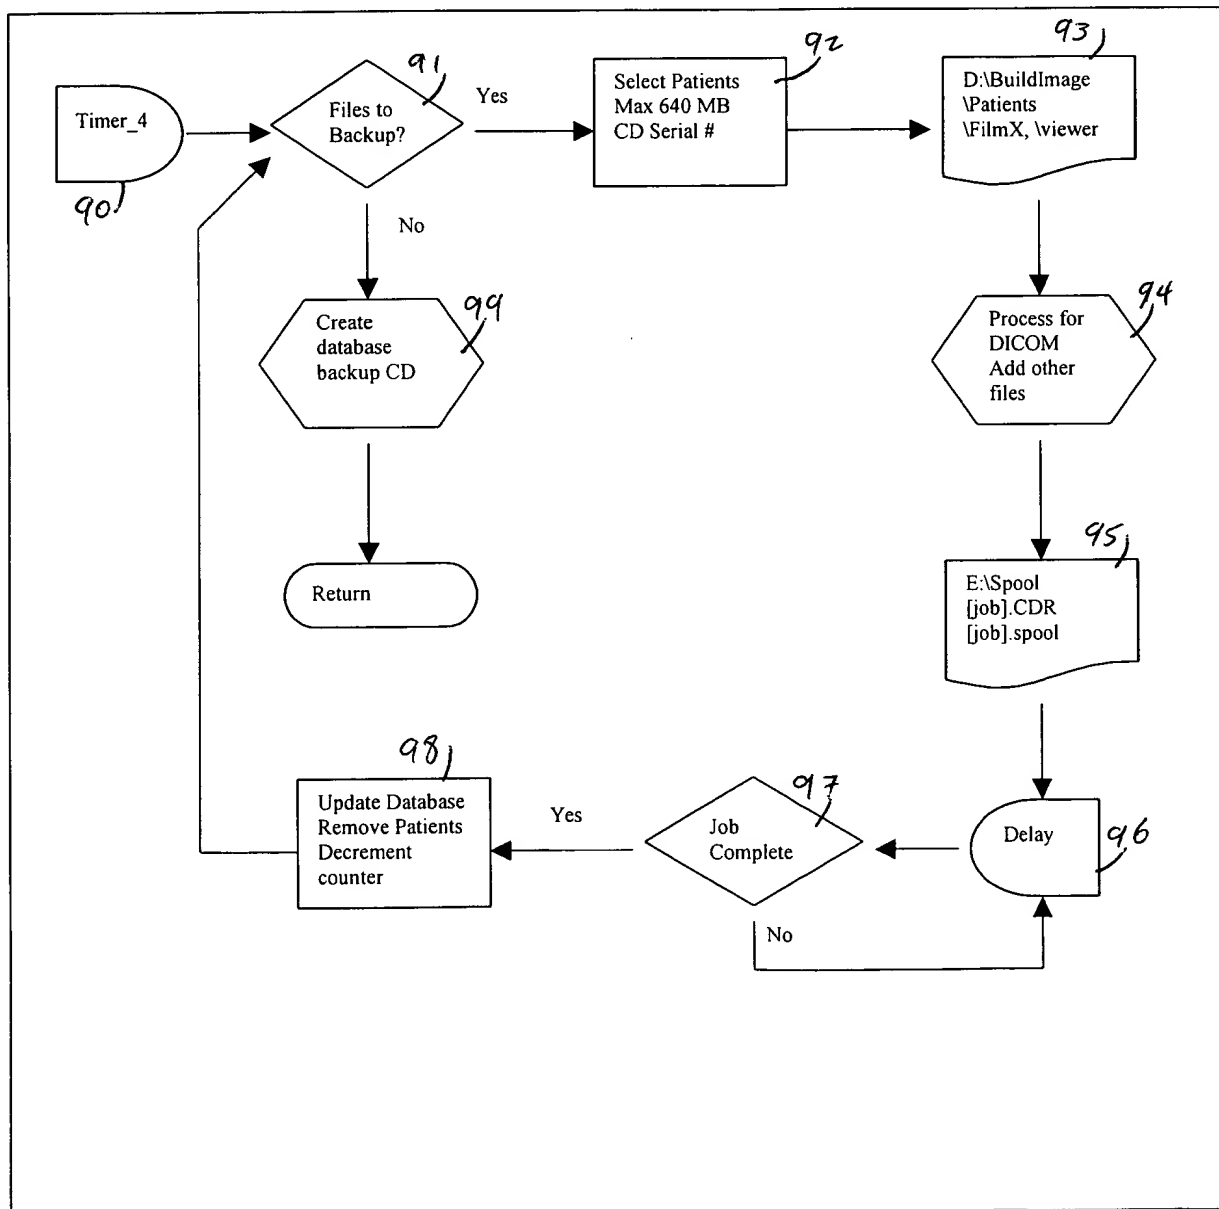 91
92
93
Timer_4
90
Files to
Backup?
Yes
Select Patients
Max 640 MB
CD Serial #
D:\BuildImage
\Patients
\FilmX, \viewer
No
99
Create
database
backup CD
94
Process for
DICOM
Add other
files
Return
95
E:\Spool
[job].CDR
[job].spool
98
Update Database
Remove Patients
Decrement
counter
Yes
97
Job
Complete
No
Delay
96